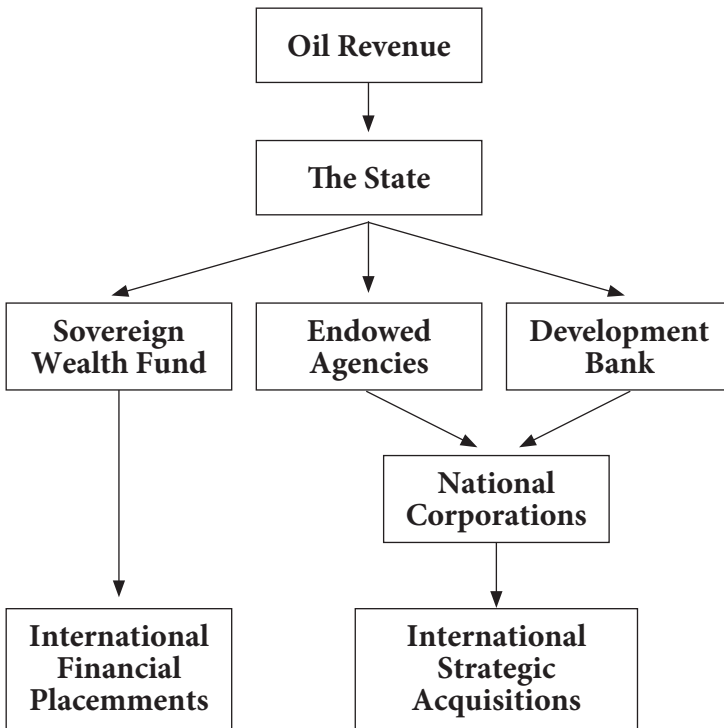 Oil Revenue
The State
Sovereign
Wealth Fund
Endowed
Agencies
Development
Bank
National
Corporations
International
Financial
Placemments
International
Strategic
Acquisitions